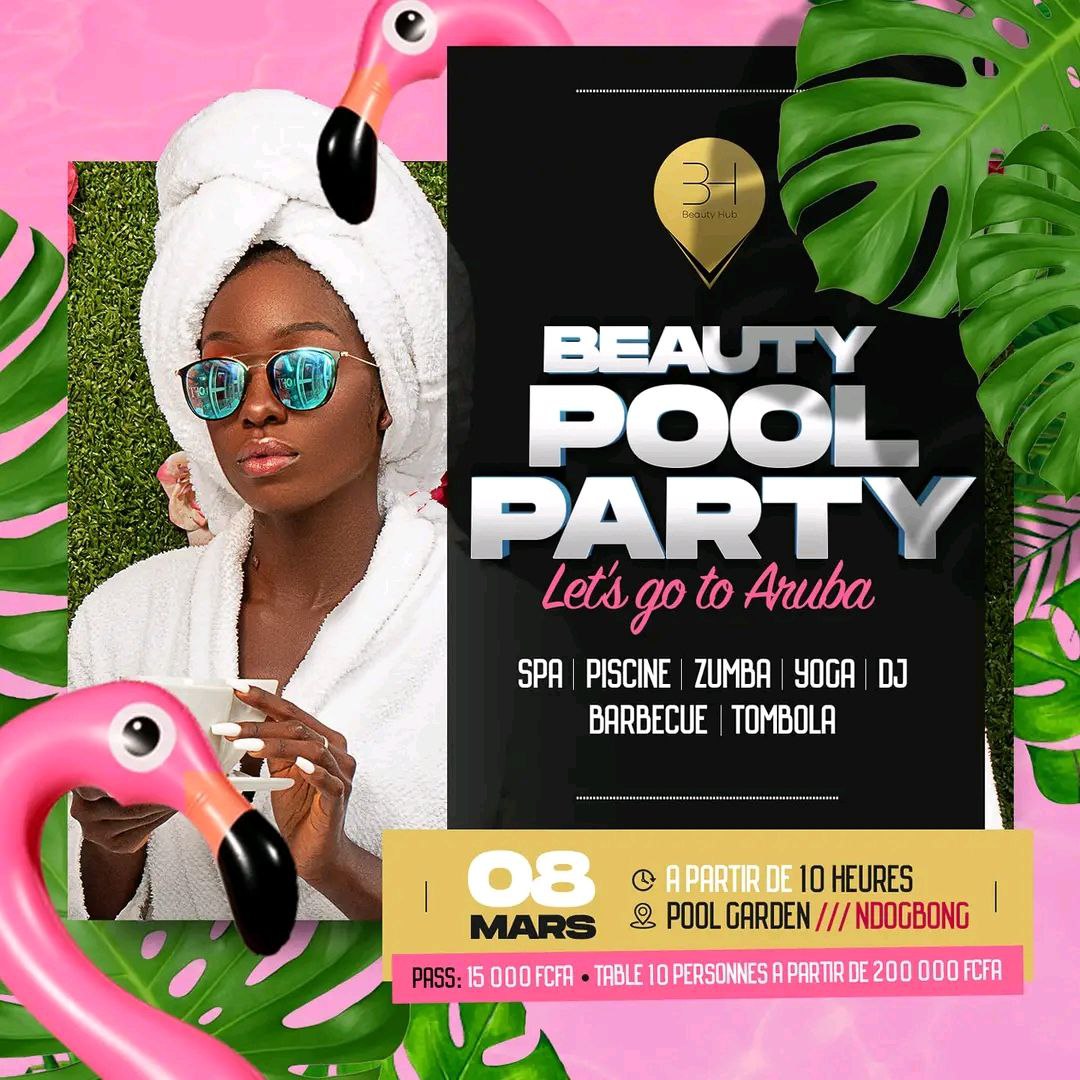 BH
Beauty Hub
BEAUTY
POOL
PARTY
Let's go to Aruba
SPA | PISCINE | ZUMBA | YOGA | DJ
BARBECUE | TOMBOLA
08
MARS
A PARTIR DE 10 HEURES
POOL GARDEN /// NDOGBONG
PASS: 15 000 FCFA • TABLE 10 PERSONNES A PARTIR DE 200 000 FCFA